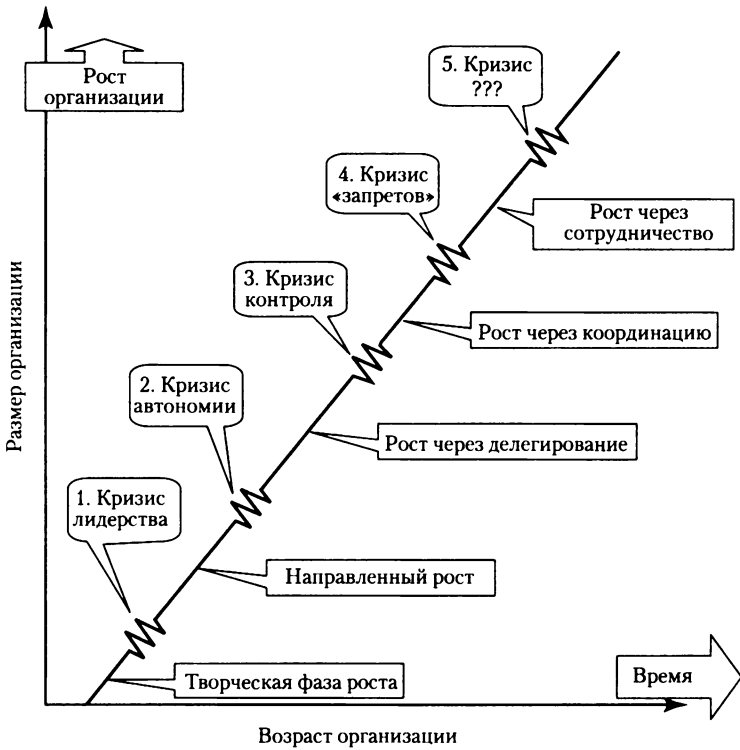 Рост
организации
5. Кризис
???
4. Кризис
«запретов»
Рост через
сотрудничество
3. Кризис
контроля
Рост через координацию
2. Кризис
автономии
Рост через делегирование
1. Кризис
лидерства
Направленный рост
Творческая фаза роста
Время
Размер организации
Возраст организации